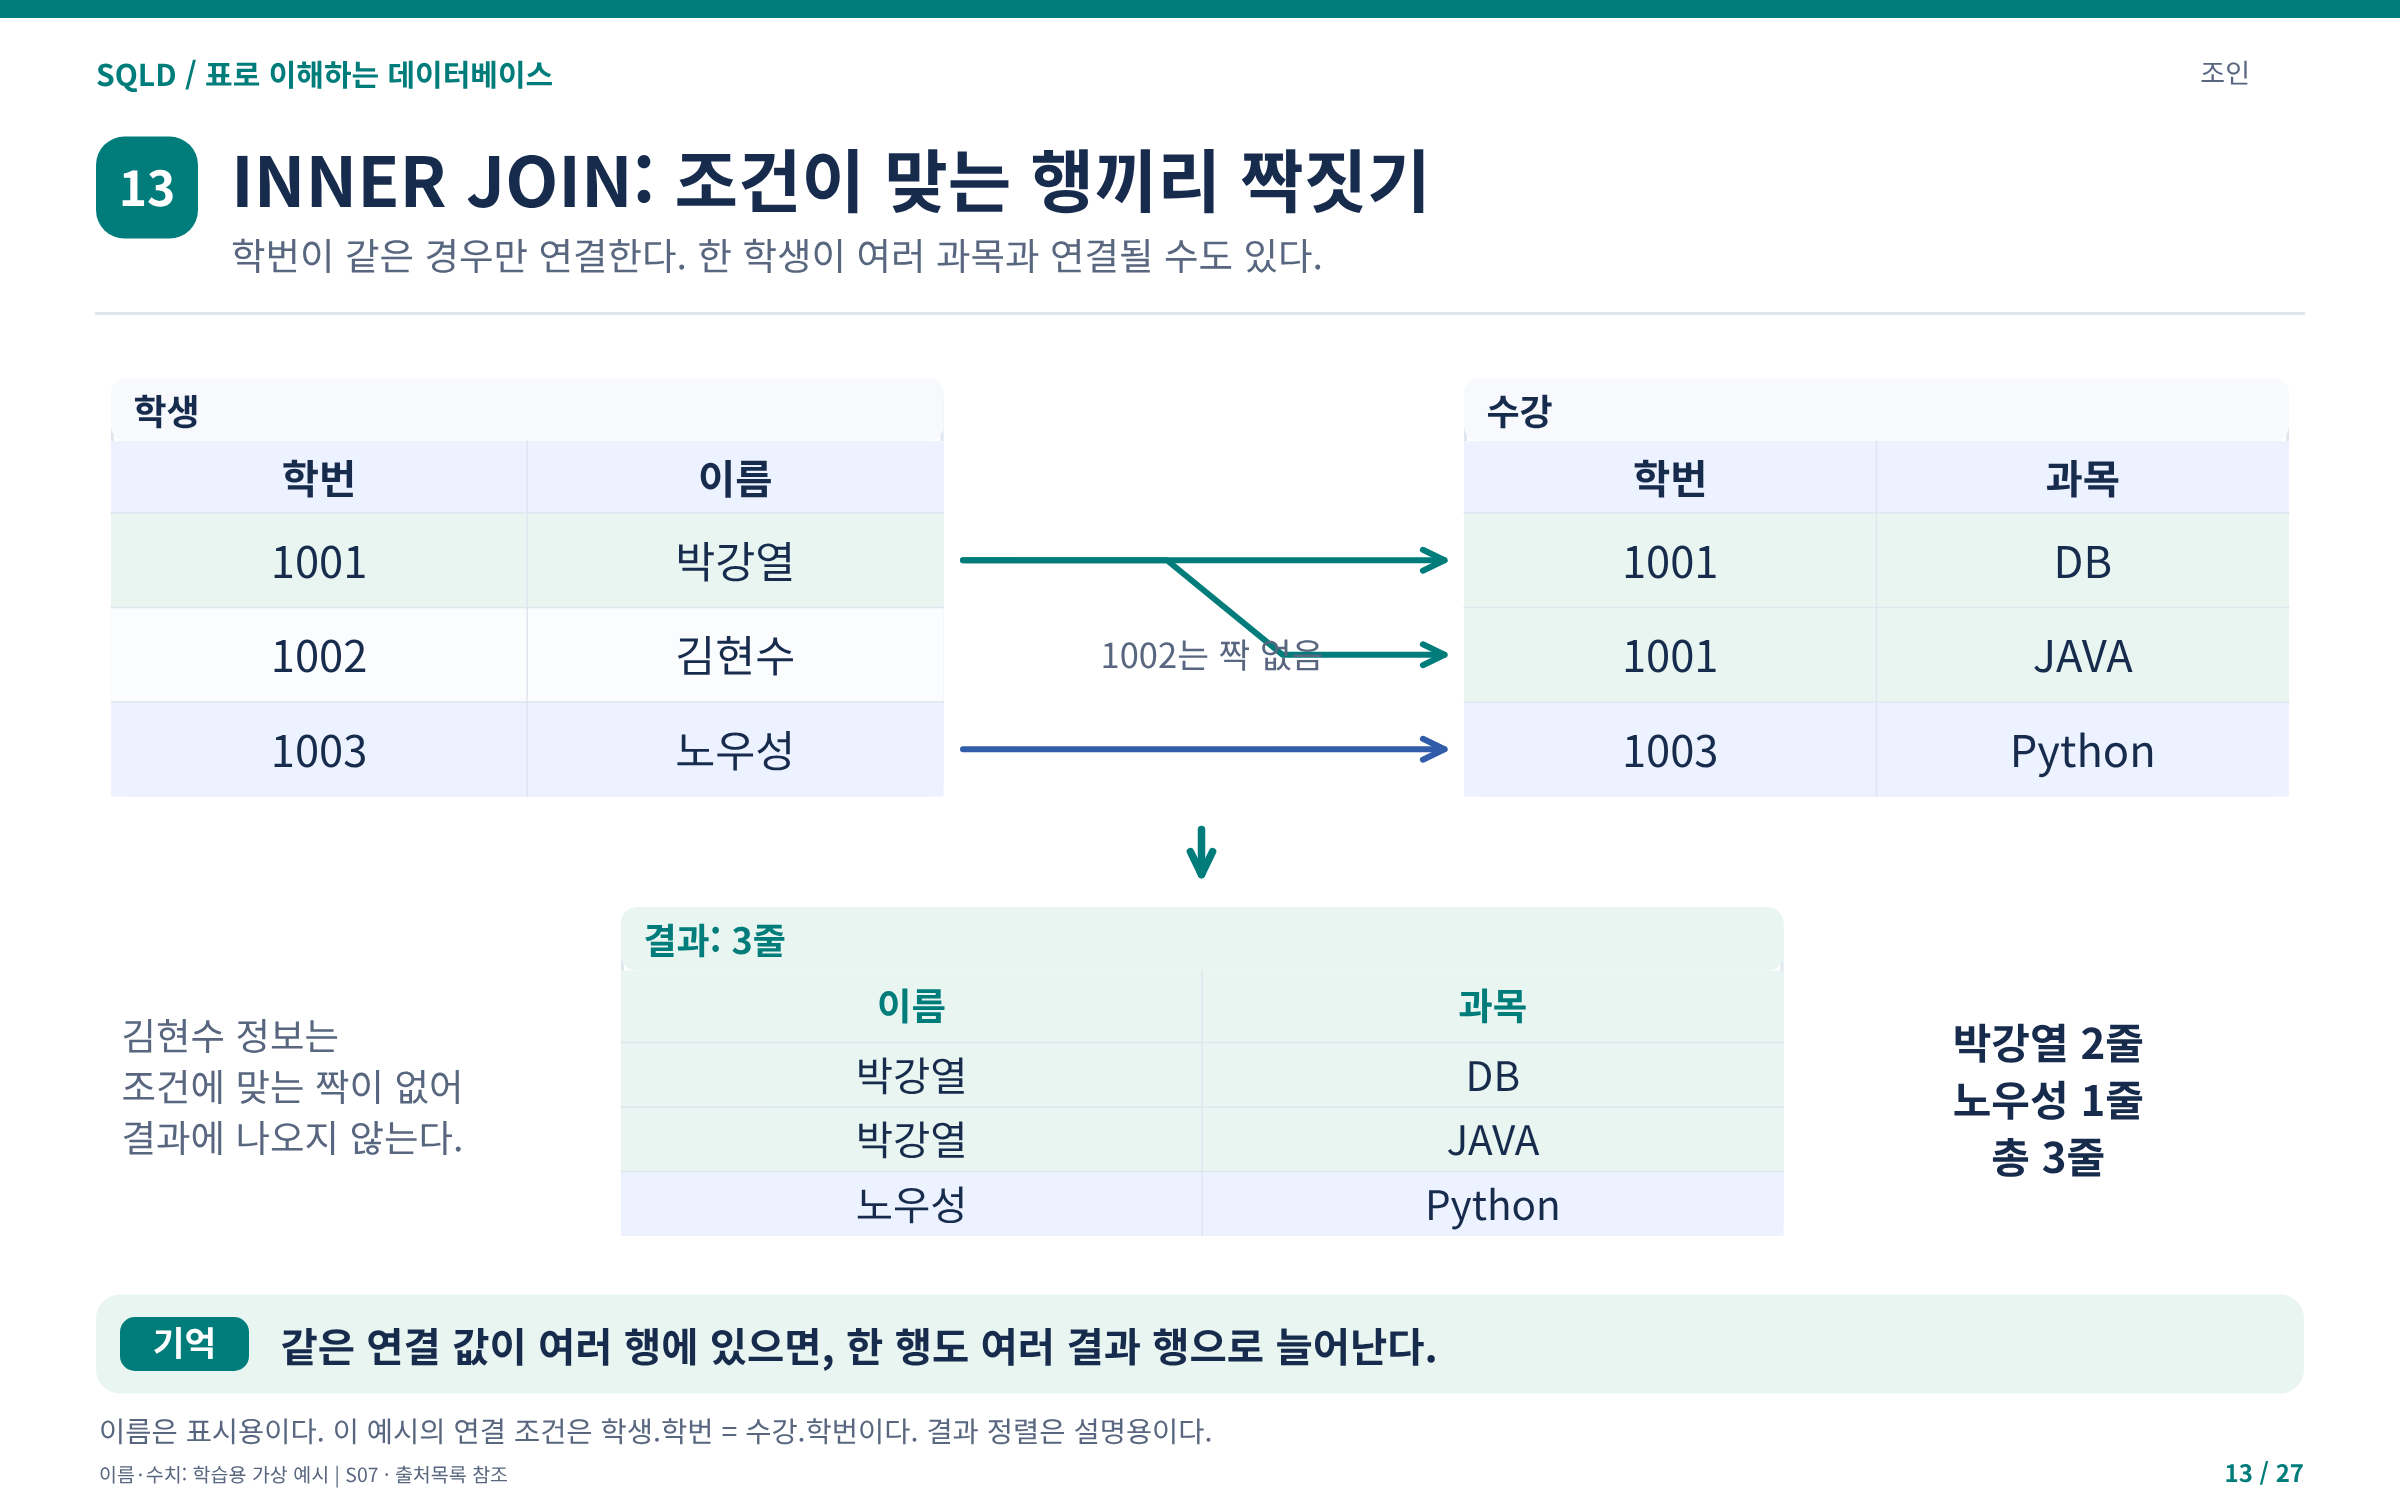 SQLD / 표로 이해하는 데이터베이스
조인
13
INNER JOIN: 조건이 맞는 행끼리 짝짓기
학번이 같은 경우만 연결한다. 한 학생이 여러 과목과 연결될 수도 있다.
학생
학번 이름
1001 박강열
1002 김현수
1003 노우성
1002는 짝 없음
수강
학번 과목
1001 DB
1001 JAVA
1003 Python
김현수 정보는
조건에 맞는 짝이 없어
결과에 나오지 않는다.
결과: 3줄
이름 과목
박강열 DB
박강열 JAVA
노우성 Python
박강열 2줄
노우성 1줄
총 3줄
기억 같은 연결 값이 여러 행에 있으면, 한 행도 여러 결과 행으로 늘어난다.
이름은 표시용이다. 이 예시의 연결 조건은 학생.학번 = 수강.학번이다. 결과 정렬은 설명용이다.
이름·수치: 학습용 가상 예시 | S07 · 출처목록 참조
13 / 27